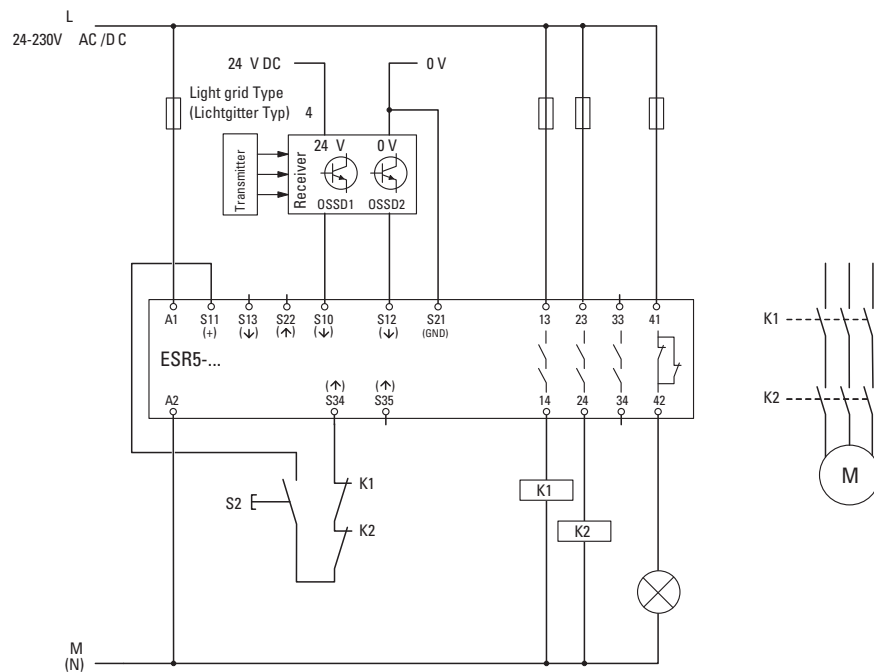 L
24-230V AC /D C
24 V DC
0 V
Light grid Type
(Lichtgitter Typ) 4
Transmitter
Receiver
24 V
0 V
OSSD1
OSSD2
A1
S11
(+)
S13
(↓)
S22
(↑)
S10
(↓)
S12
(↓)
S21
(GND)
13
23
33
41
ESR5-...
A2
(↑)
S34
(↑)
S35
14
24
34
42
S2
K1
K2
K1
K2
K1
K2
M
M
(N)